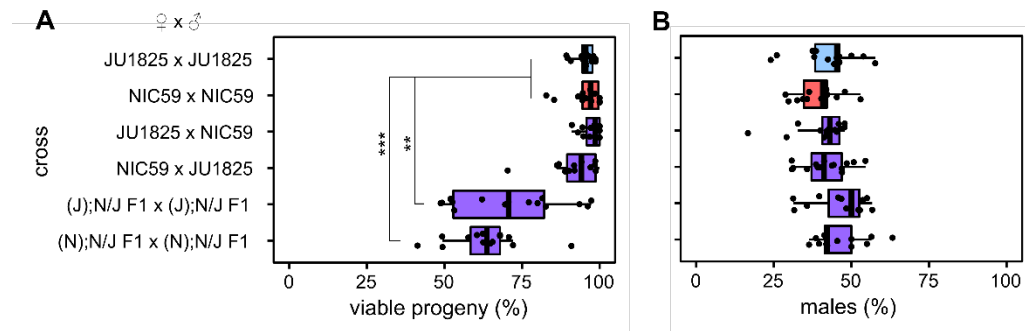 A
♀ x ♂
B
cross
JU1825 x JU1825
NIC59 x NIC59
JU1825 x NIC59
NIC59 x JU1825
(J);N/J F1 x (J);N/J F1
(N);N/J F1 x (N);N/J F1
***
**
0 25 50 75 100
viable progeny (%)
0 25 50 75 100
males (%)